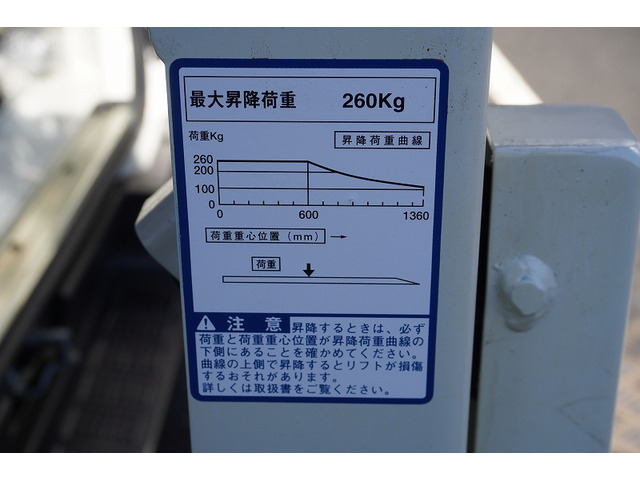 最大昇降荷重 260Kg
荷重Kg
昇降荷重曲線
260
200
100
0
0 600 1360
荷重重心位置(mm) →
荷重
注意 昇降するときは、必ず
荷重と荷重重心位置が昇降荷重曲線の
下側にあることを確かめてください。
曲線の上側で昇降するとリフトが損傷
するおそれがあります。
詳しくは取扱書をご覧ください。